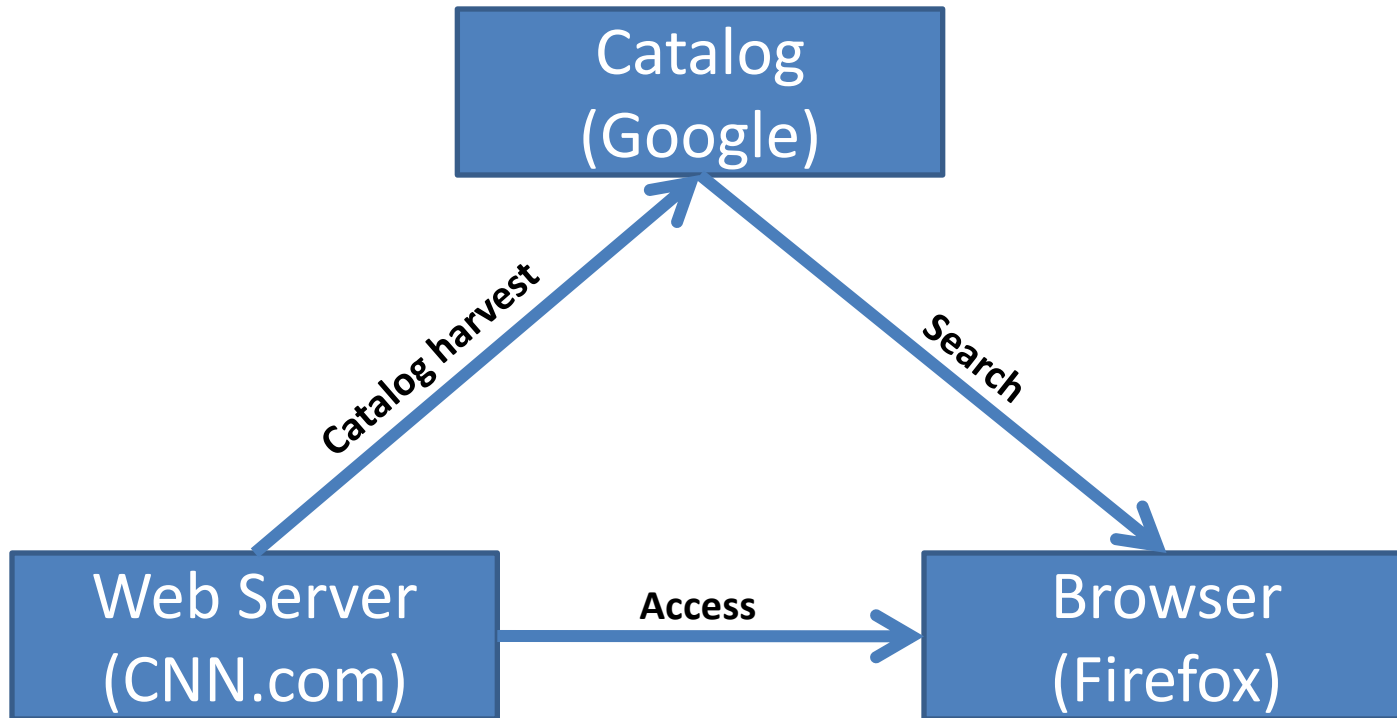 Catalog
(Google)
Catalog harvest
Search
Web Server
(CNN.com)
Access
Browser
(Firefox)